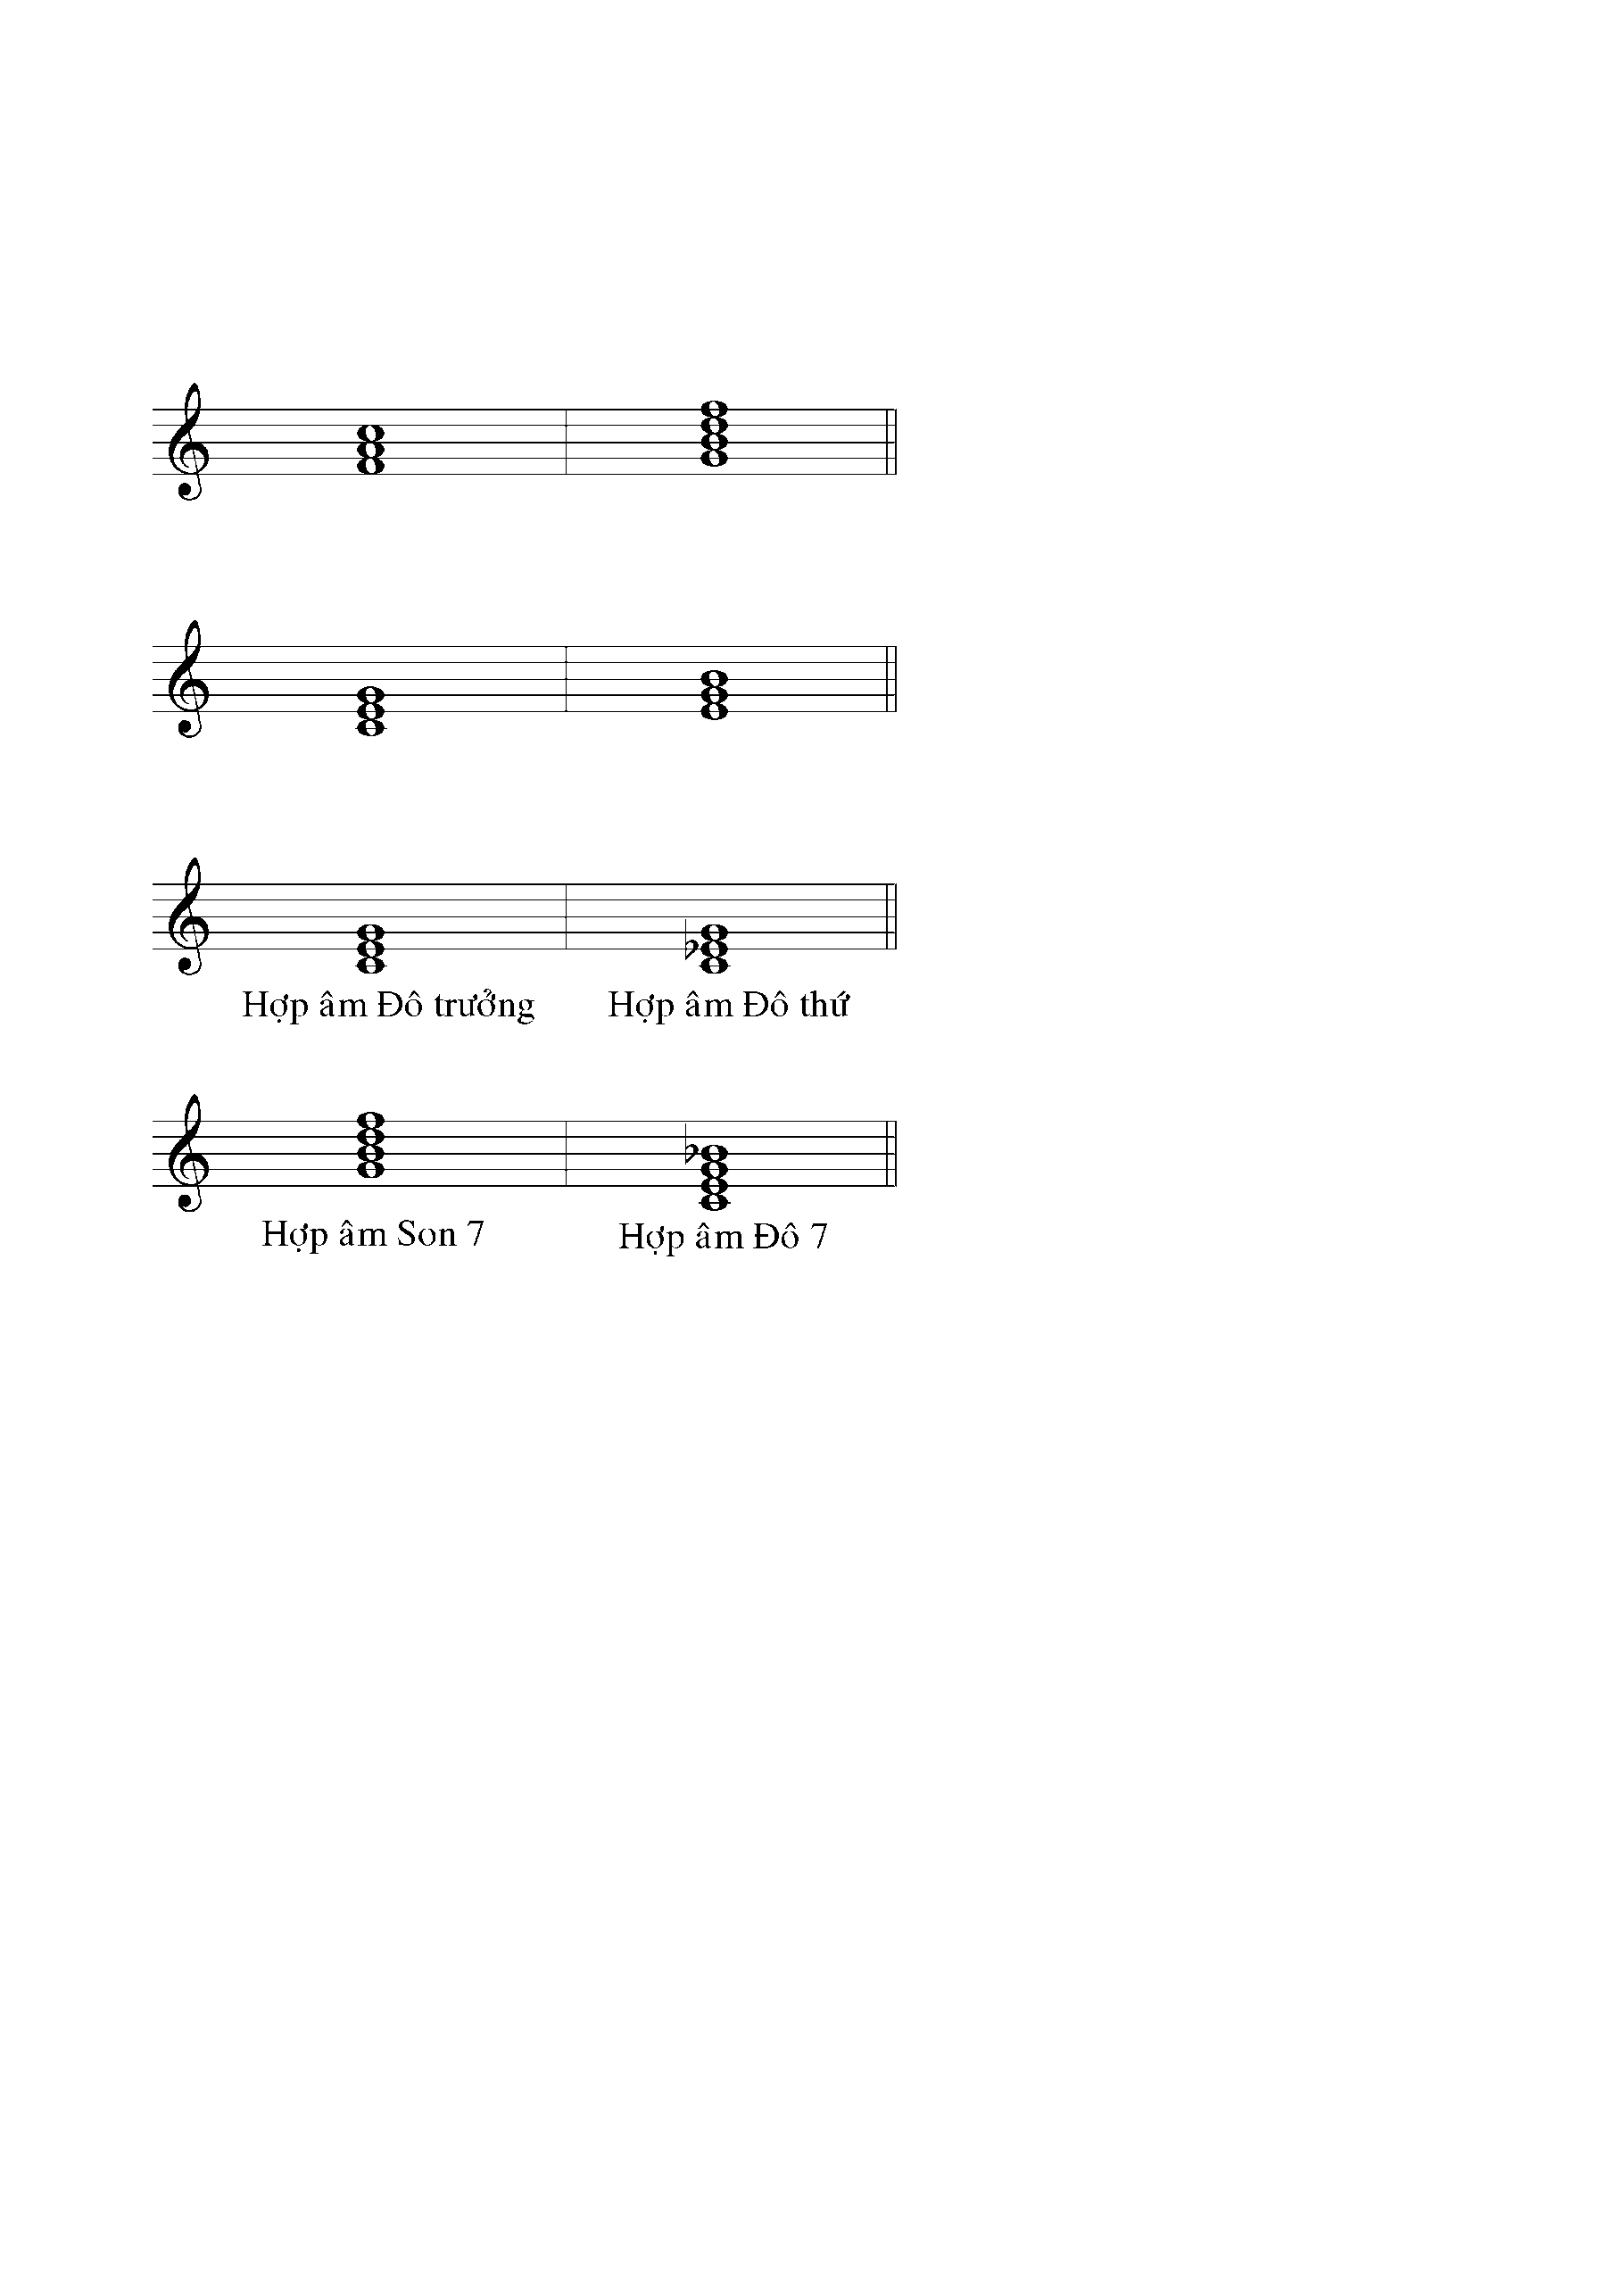 Hợp âm Đô trưởng Hợp âm Đô thứ
Hợp âm Son 7 Hợp âm Đô 7